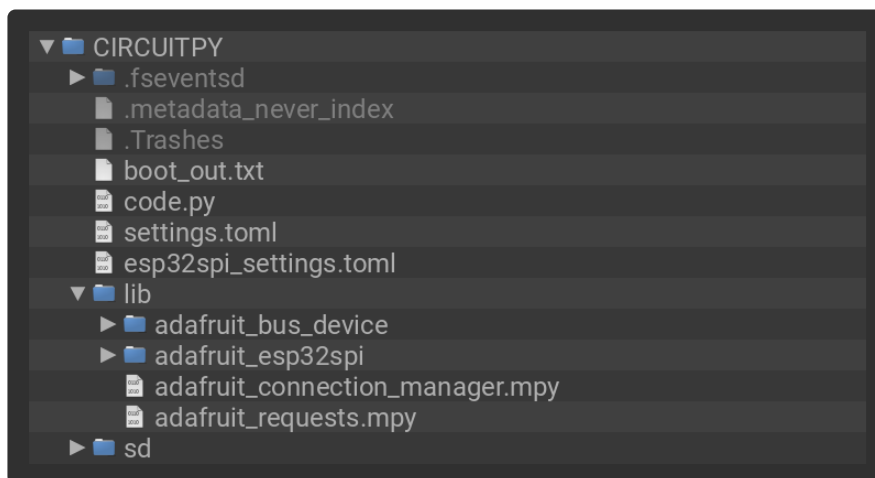 CIRCUITPY
.fseventsd
.metadata_never_index
.Trashes
boot_out.txt
code.py
settings.toml
esp32spi_settings.toml
lib
adafruit_bus_device
adafruit_esp32spi
adafruit_connection_manager.mpy
adafruit_requests.mpy
sd